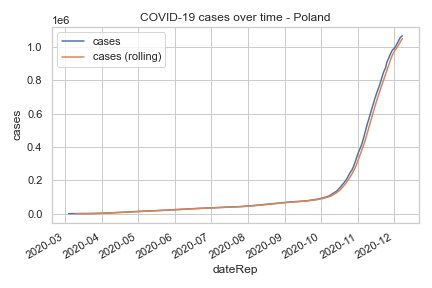 COVID-19 cases over time - Poland
1e6
cases
cases (rolling)
1.0
0.8
0.6
0.4
0.2
0.0
cases
2020-03
2020-04
2020-05
2020-06
2020-07
2020-08
2020-09
2020-10
2020-11
2020-12
dateRep